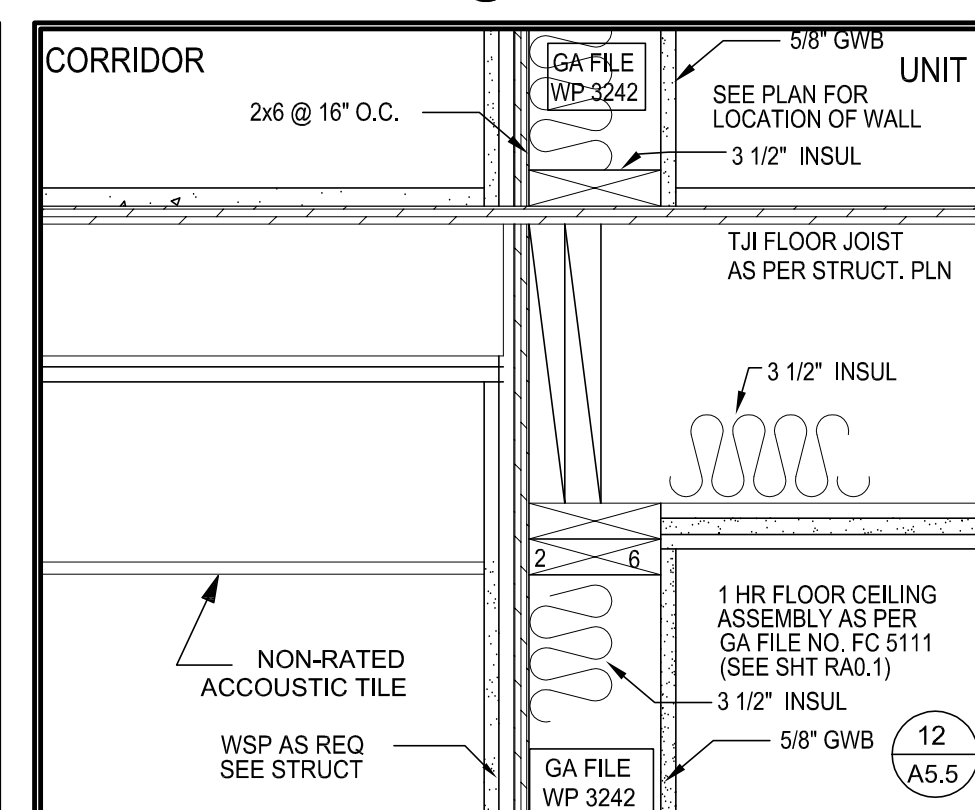 CORRIDOR
5/8" GWB
UNIT
GA FILE
WP 3242
2x6 @ 16" O.C.
SEE PLAN FOR
LOCATION OF WALL
3 1/2" INSUL
TJI FLOOR JOIST
AS PER STRUCT. PLN
3 1/2" INSUL
2 6
1 HR FLOOR CEILING
ASSEMBLY AS PER
GA FILE NO. FC 5111
(SEE SHT RA0.1)
NON-RATED
ACCOUSTIC TILE
3 1/2" INSUL
WSP AS REQ
SEE STRUCT
5/8" GWB
12
A5.5
GA FILE
WP 3242